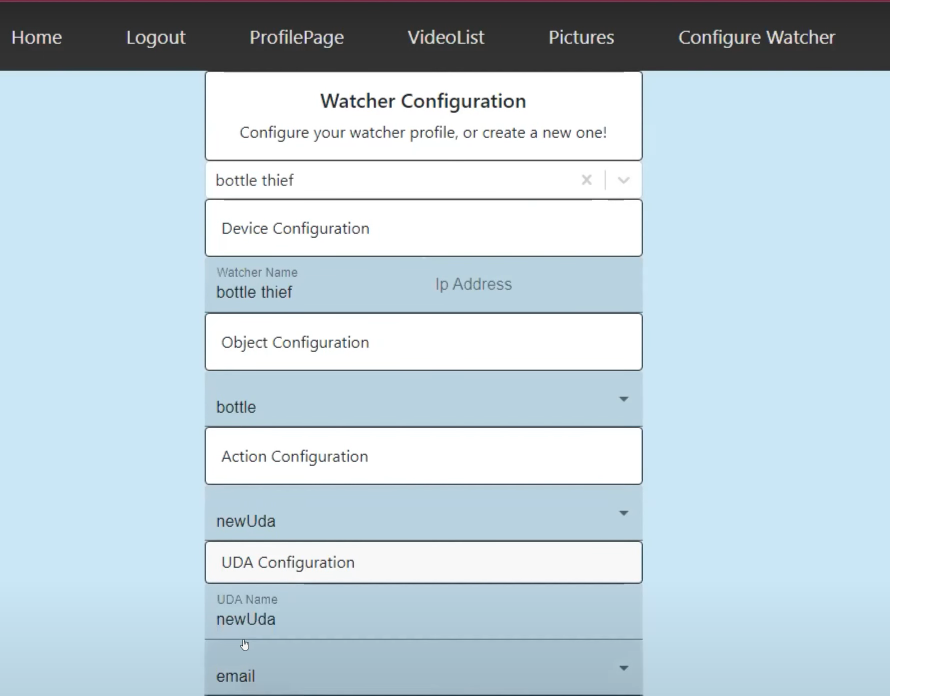 Home Logout ProfilePage VideoList Pictures Configure Watcher
Watcher Configuration
Configure your watcher profile, or create a new one!
bottle thief
Device Configuration
Watcher Name
bottle thief
Ip Address
Object Configuration
bottle
Action Configuration
newUda
UDA Configuration
UDA Name
newUda
email